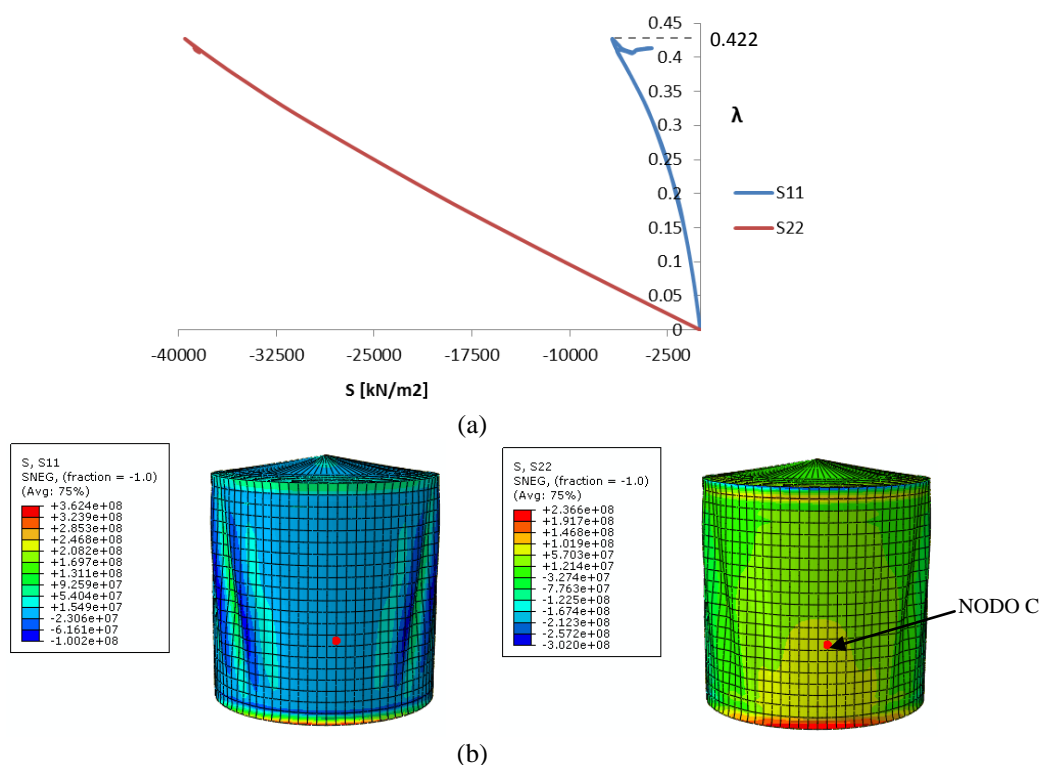 0.45
0.422
0.4
0.35
λ
0.3
0.25
0.2
S11
0.15
S22
0.1
0.05
0
-40000 -32500 -25000 -17500 -10000 -2500
S [kN/m2]
(a)
S, S11
SNEG, (fraction = -1.0)
(Avg: 75%)
+3.624e+08
+3.239e+08
+2.853e+08
+2.468e+08
+2.082e+08
+1.697e+08
+1.311e+08
+9.259e+07
+5.404e+07
+1.549e+07
-2.306e+07
-6.161e+07
-1.002e+08
S, S22
SNEG, (fraction = -1.0)
(Avg: 75%)
+2.366e+08
+1.917e+08
+1.468e+08
+1.019e+08
+5.703e+07
+1.214e+07
-3.274e+07
-7.763e+07
-1.225e+08
-1.674e+08
-2.123e+08
-2.572e+08
-3.020e+08
NODO C
(b)